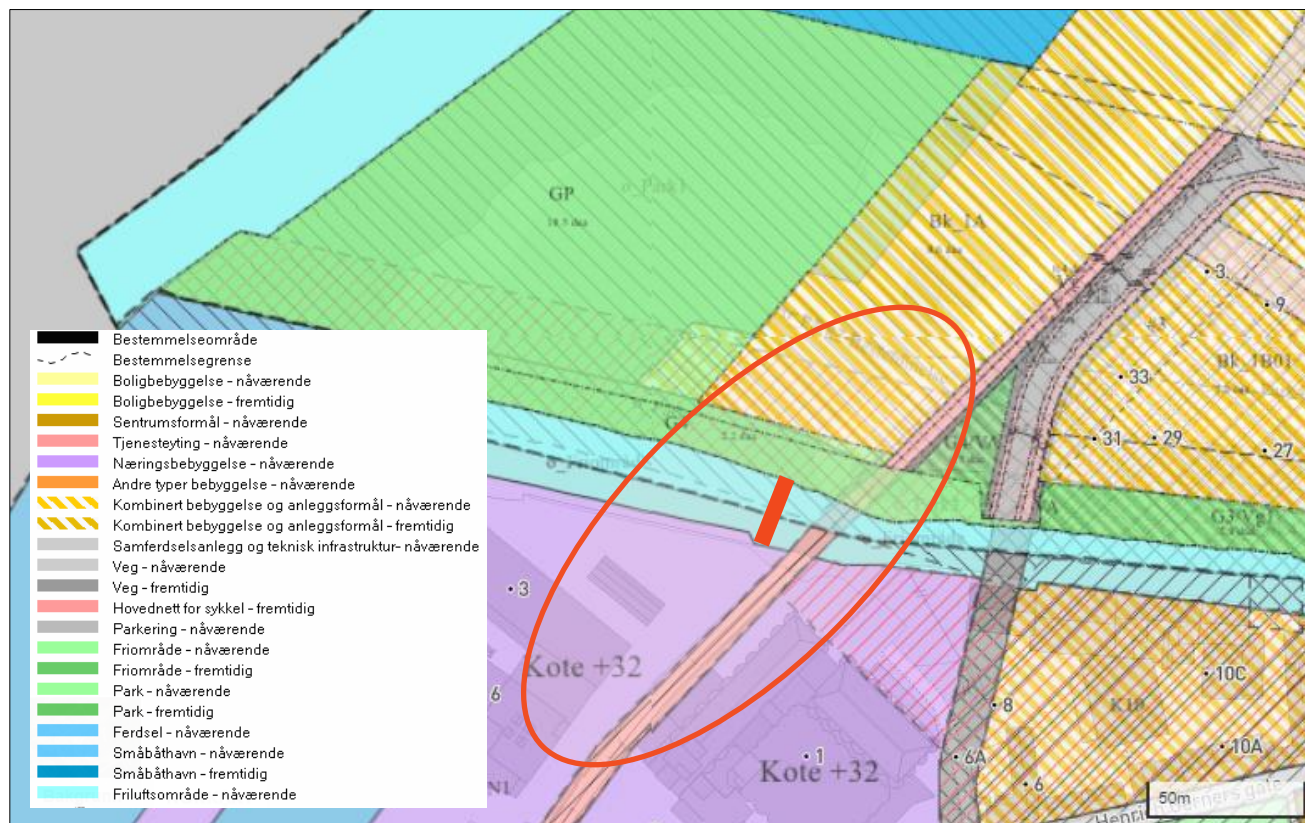 GP
Bk_1A
3
9
33
Bk_1B01
31
29
27
Bestemmelseområde
Bestemmelsegrense
Boligbebyggelse – nåværende
Boligbebyggelse – fremtidig
Sentrumsformål – nåværende
Tjenesteyting – nåværende
Næringsbebyggelse – nåværende
Andre typer bebyggelse – nåværende
Kombinert bebyggelse og anleggsformål – nåværende
Kombinert bebyggelse og anleggsformål – fremtidig
Samferdselsanlegg og teknisk infrastruktur– nåværende
Veg – nåværende
Veg – fremtidig
Hovednett for sykkel – fremtidig
Parkering – nåværende
Friområde – nåværende
Friområde – fremtidig
Park – nåværende
Park – fremtidig
Ferdsel – nåværende
Småbåthavn – nåværende
Småbåthavn – fremtidig
Friluftsområde – nåværende
3
Kote +32
6
1
Kote +32
8
10C
10A
6A
6
50m